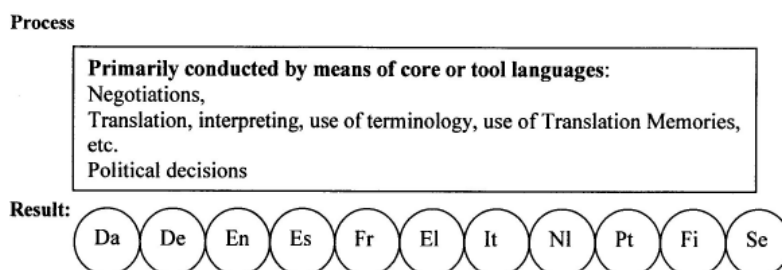 Process
Primarily conducted by means of core or tool languages:
Negotiations,
Translation, interpreting, use of terminology, use of Translation Memories,
etc.
Political decisions
Result:
Da De En Es Fr El It Nl Pt Fi Se